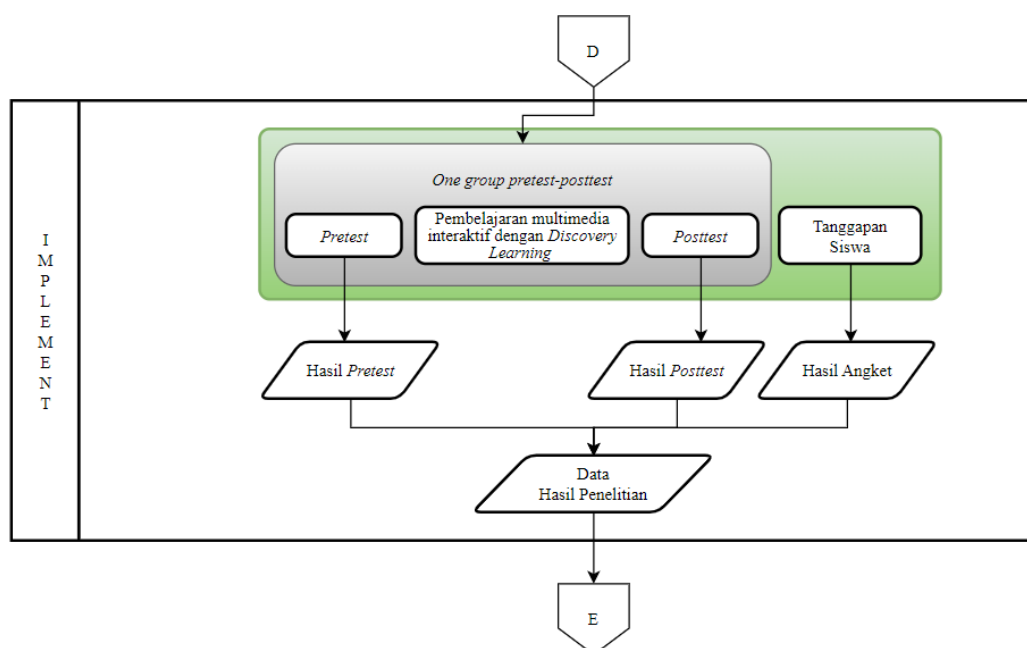 D
IMPLEMENT
One group pretest-posttest
Pretest
Pembelajaran multimedia
interaktif dengan Discovery
Learning
Posttest
Tanggapan
Siswa
Hasil Pretest
Hasil Posttest
Hasil Angket
Data
Hasil Penelitian
E